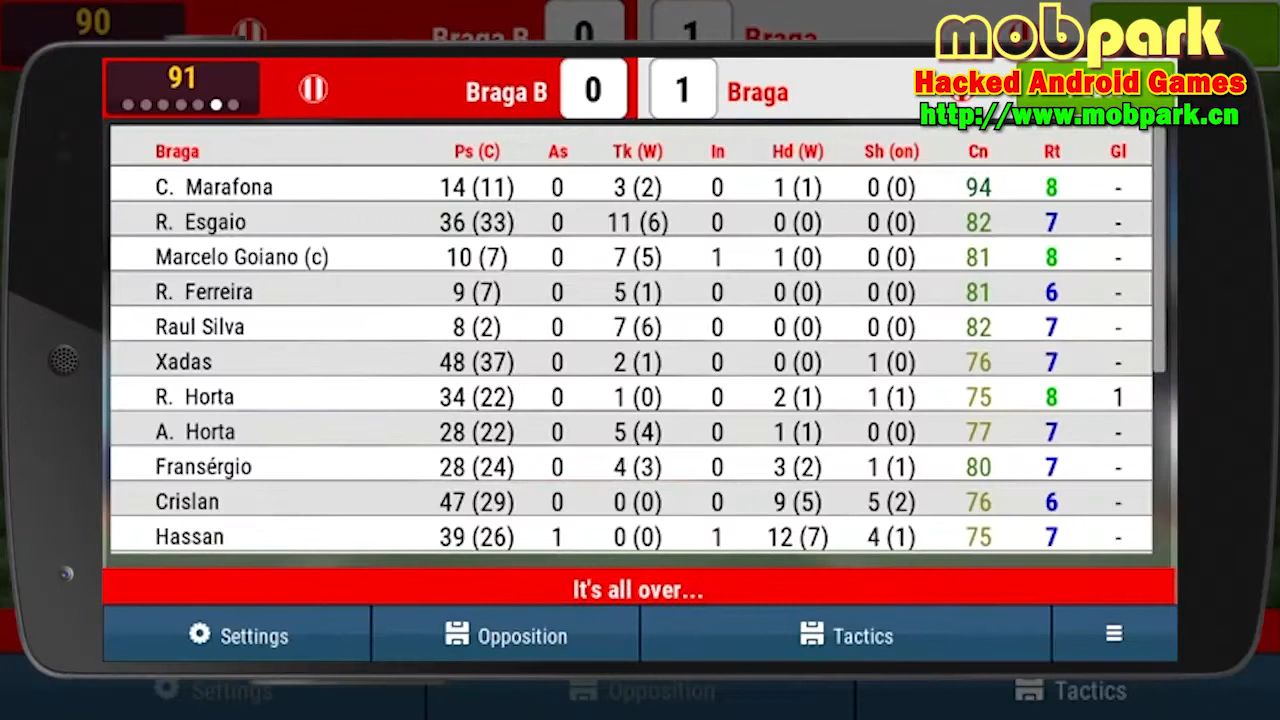 90
Braga B 0 1 Braga
mobpark
Hacked Android Games
http://www.mobpark.cn
91 Braga B 0 1 Braga
Braga Ps (C) As Tk (W) In Hd (W) Sh (on) Cn Rt Gl
C. Marafona 14 (11) 0 3 (2) 0 1 (1) 0 (0) 94 8 -
R. Esgaio 36 (33) 0 11 (6) 0 0 (0) 0 (0) 82 7 -
Marcelo Goiano (c) 10 (7) 0 7 (5) 1 1 (0) 0 (0) 81 8 -
R. Ferreira 9 (7) 0 5 (1) 0 0 (0) 0 (0) 81 6 -
Raul Silva 8 (2) 0 7 (6) 0 0 (0) 0 (0) 82 7 -
Xadas 48 (37) 0 2 (1) 0 0 (0) 1 (0) 76 7 -
R. Horta 34 (22) 0 1 (0) 0 2 (1) 1 (1) 75 8 1
A. Horta 28 (22) 0 5 (4) 0 1 (1) 0 (0) 77 7 -
Fransérgio 28 (24) 0 4 (3) 0 3 (2) 1 (1) 80 7 -
Crislan 47 (29) 0 0 (0) 0 9 (5) 5 (2) 76 6 -
Hassan 39 (26) 1 0 (0) 1 12 (7) 4 (1) 75 7 -
It's all over...
Settings Opposition Tactics
Settings Opposition Tactics